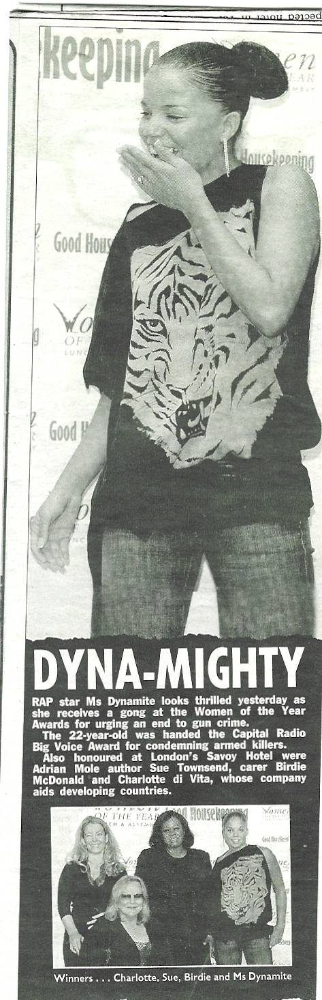 keeping
Housekeeping
Good Hous
Wo
OF
LUNC
Good H
DYNA-MIGHTY
RAP star Ms Dynamite looks thrilled yesterday as
she receives a gong at the Women of the Year
Awards for urging an end to gun crime.
The 22-year-old was handed the Capital Radio
Big Voice Award for condemning armed killers.
Also honoured at London's Savoy Hotel were
Adrian Mole author Sue Townsend, carer Birdie
McDonald and Charlotte di Vita, whose company
aids developing countries.
OF THE YEAR
Good Housekeeping
Winners . . . Charlotte, Sue, Birdie and Ms Dynamite